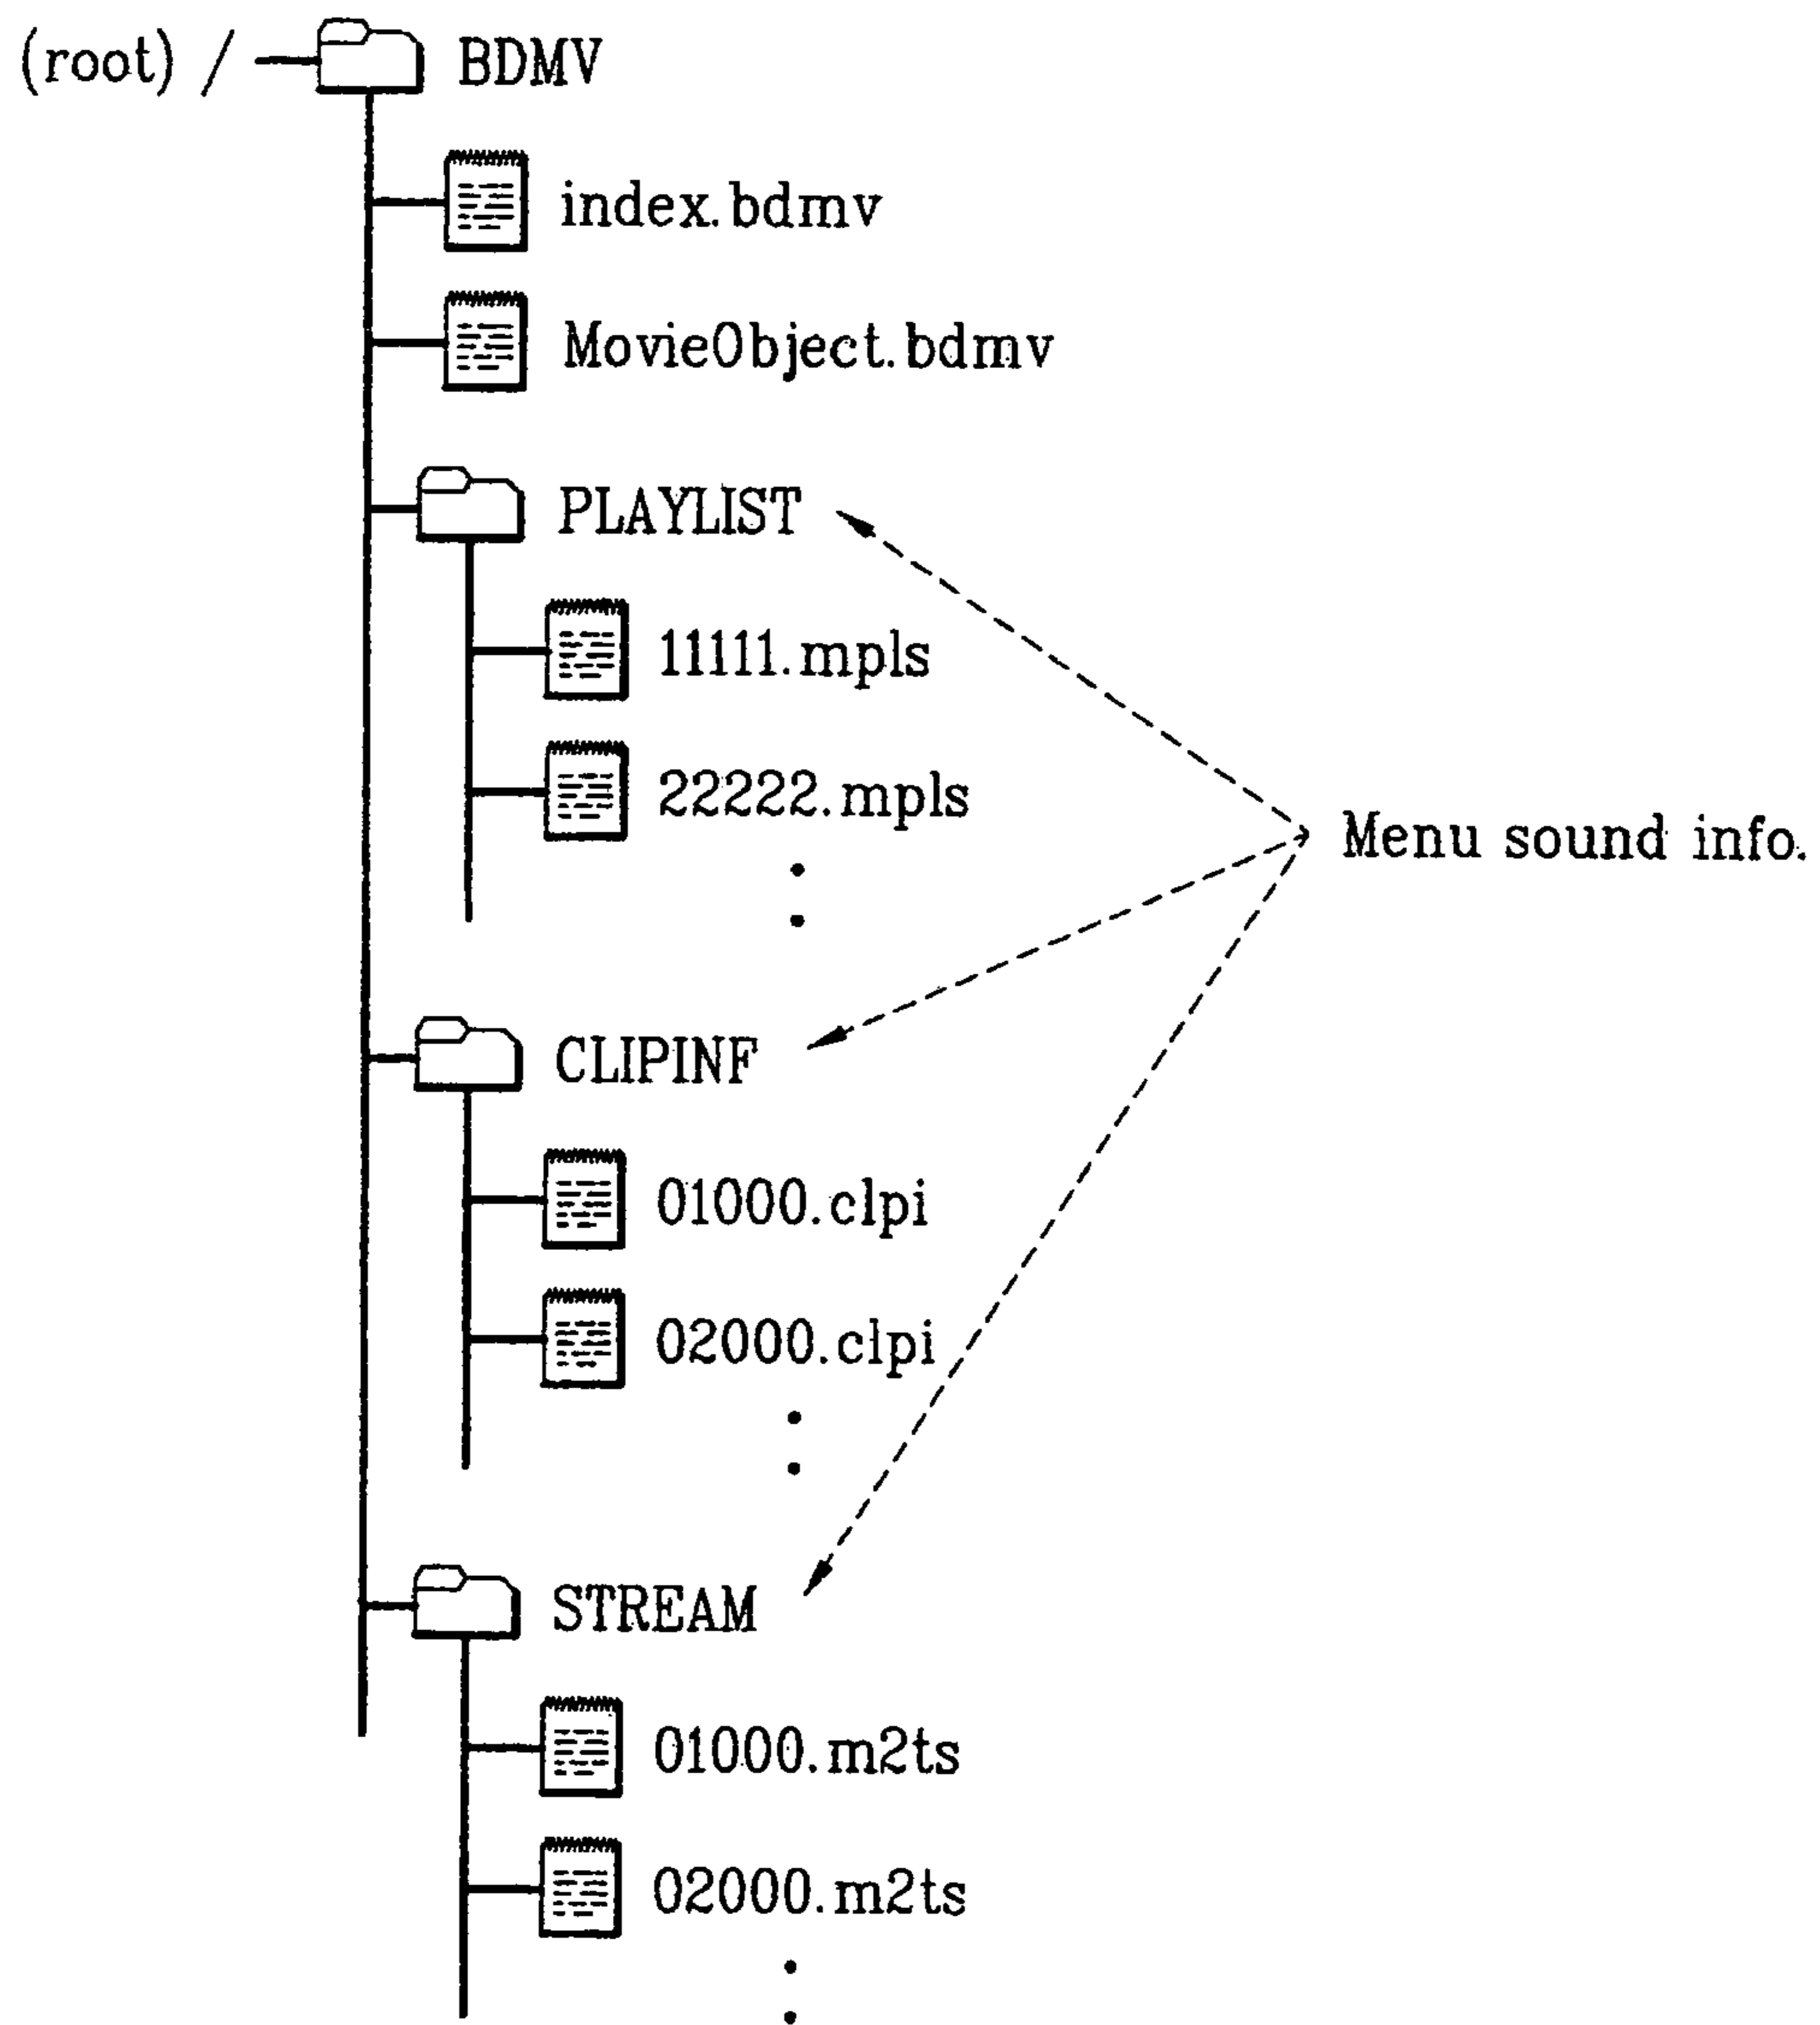 (root) / BDMV
index.bdmv
MovieObject.bdmv
PLAYLIST
11111.mpls
22222.mpls
Menu sound info.
CLIPINF
01000.clpi
02000.clpi
STREAM
01000.m2ts
02000.m2ts